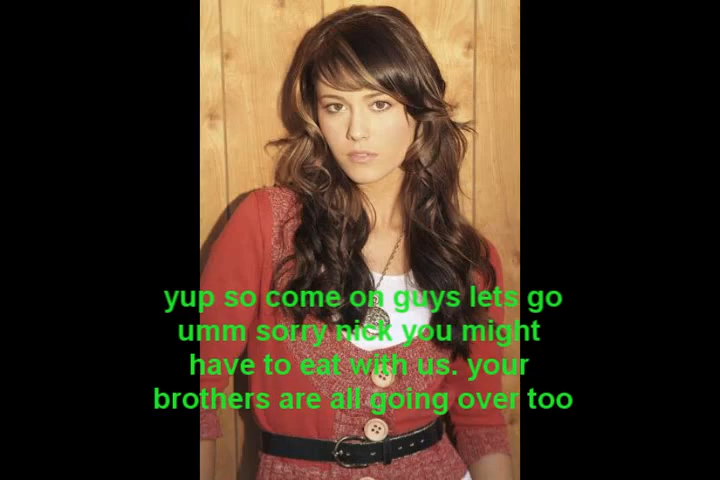 yup so come on guys lets go
umm sorry nick you might
have to eat with us. your
brothers are all going over too